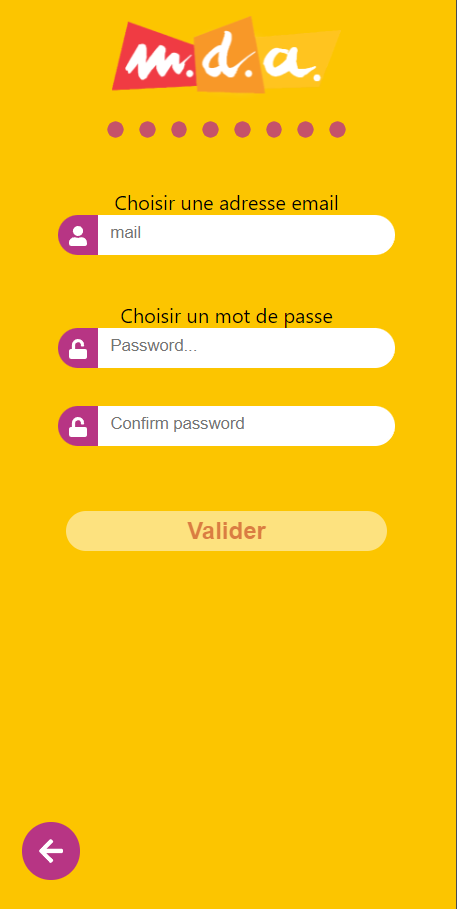 m.d.a.
Choisir une adresse email
mail
Choisir un mot de passe
Password...
Confirm password
Valider